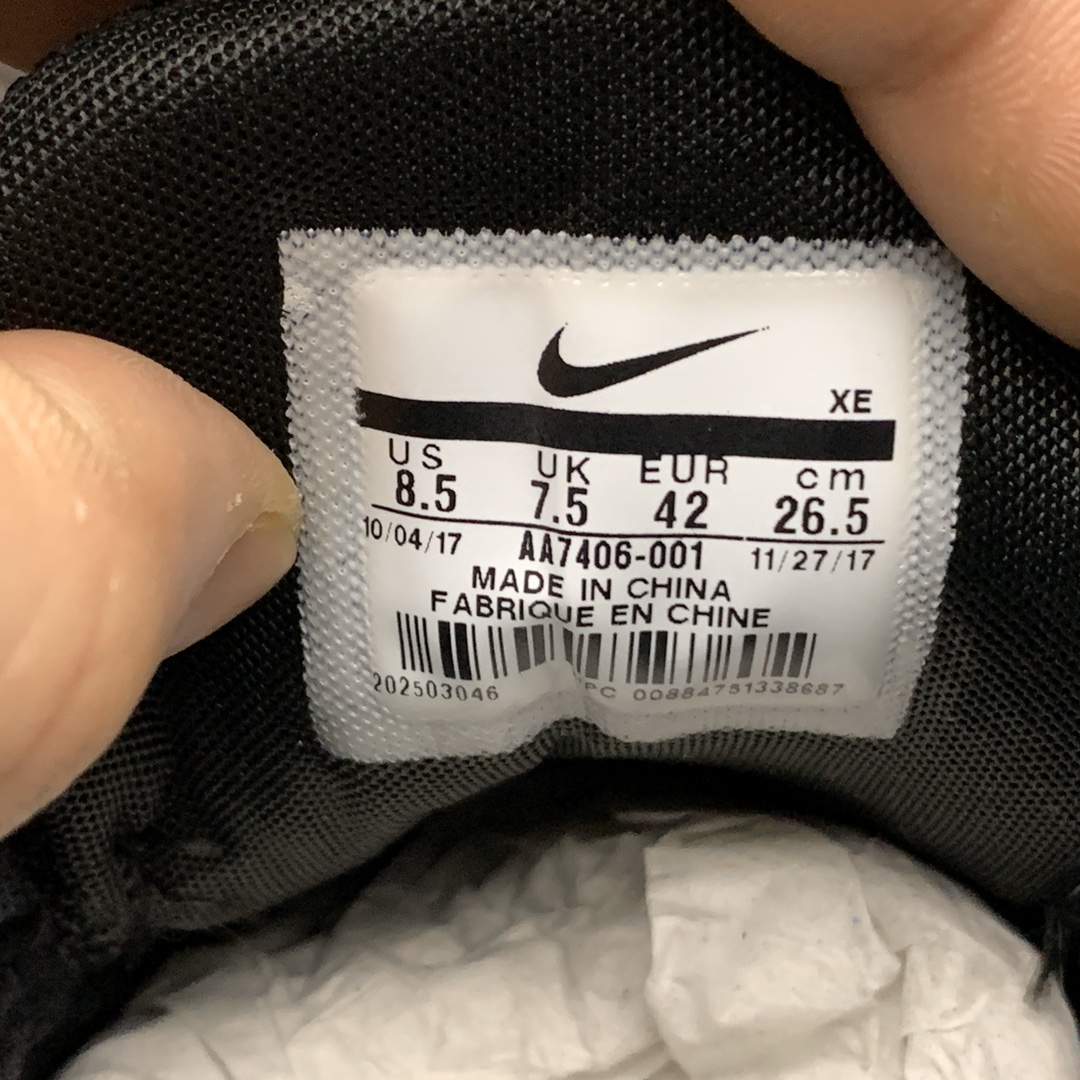 XE
US UK EUR cm
8.5 7.5 42 26.5
10/04/17 AA7406-001 11/27/17
MADE IN CHINA
FABRIQUE EN CHINE
202503046 PC 00884751338687